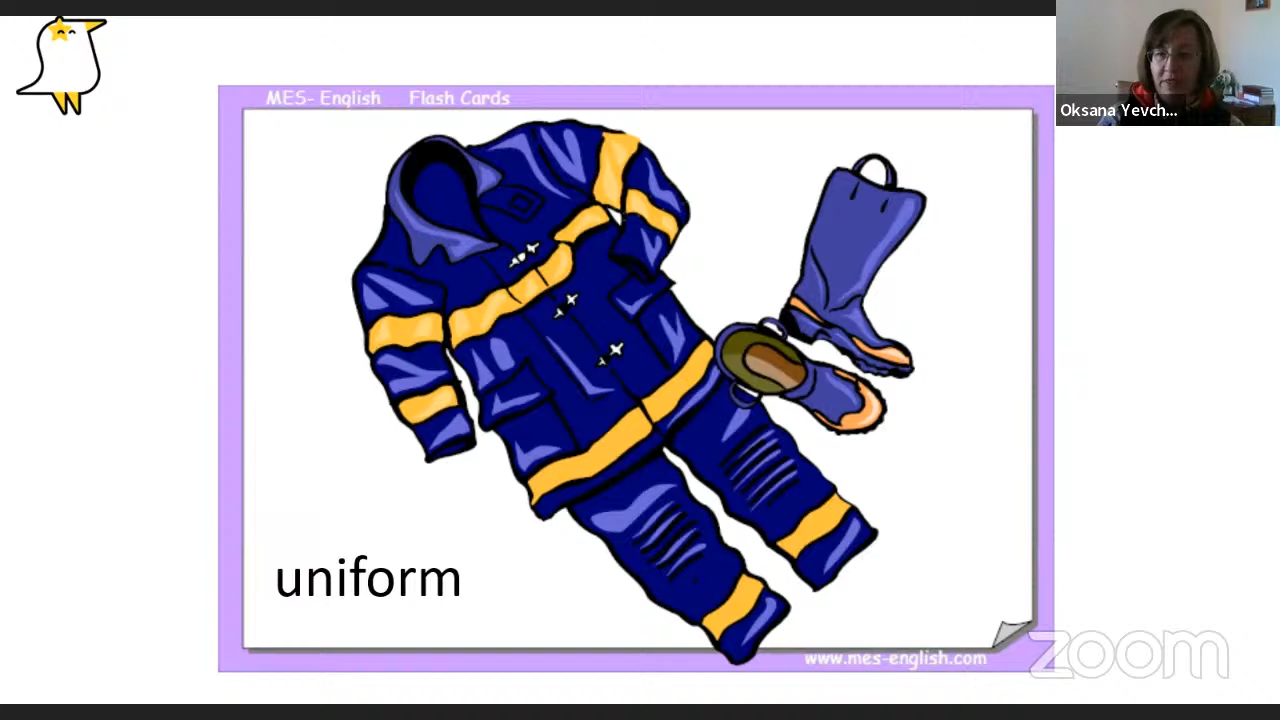 MES- English Flash Cards
Oksana Yevch...
uniform
www.mes-english.com
zoom